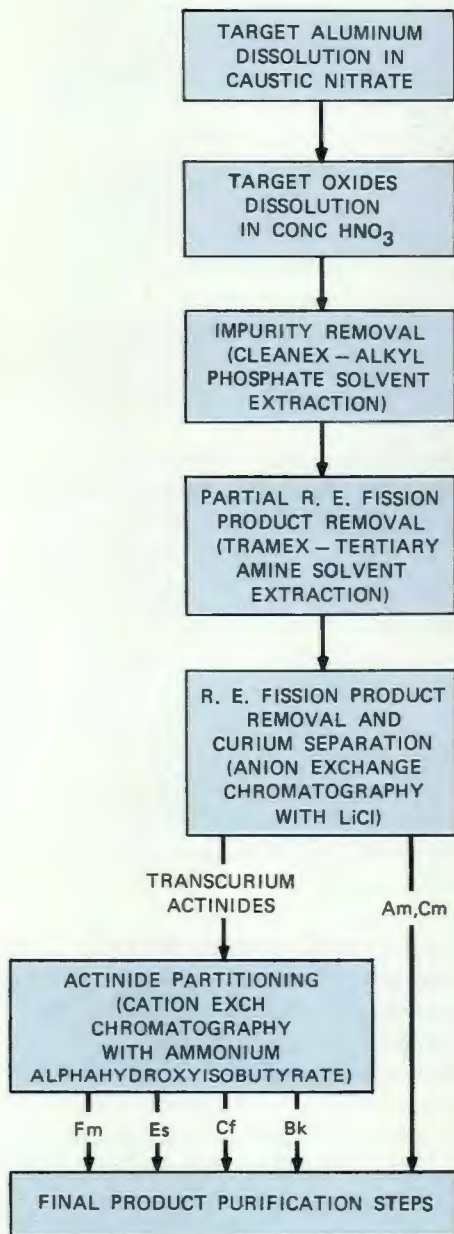 TARGET ALUMINUM
DISSOLUTION IN
CAUSTIC NITRATE
TARGET OXIDES
DISSOLUTION
IN CONC HNO3
IMPURITY REMOVAL
(CLEANEX – ALKYL
PHOSPHATE SOLVENT
EXTRACTION)
PARTIAL R. E. FISSION
PRODUCT REMOVAL
(TRAMEX – TERTIARY
AMINE SOLVENT
EXTRACTION)
R. E. FISSION PRODUCT
REMOVAL AND
CURIUM SEPARATION
(ANION EXCHANGE
CHROMATOGRAPHY
WITH LiCl)
TRANSCURIUM
ACTINIDES
Am,Cm
ACTINIDE PARTITIONING
(CATION EXCH
CHROMATOGRAPHY
WITH AMMONIUM
ALPHAHYDROXYISOBUTYRATE)
Fm Es Cf Bk
FINAL PRODUCT PURIFICATION STEPS